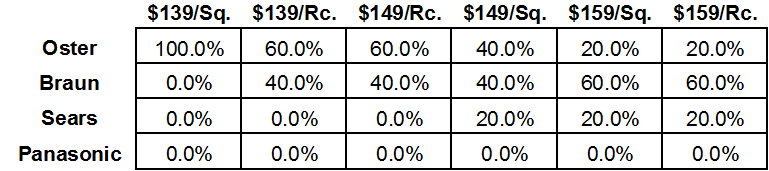 $139/Sq. $139/Rc. $149/Rc. $149/Sq. $159/Sq. $159/Rc.
Oster 100.0% 60.0% 60.0% 40.0% 20.0% 20.0%
Braun 0.0% 40.0% 40.0% 40.0% 60.0% 60.0%
Sears 0.0% 0.0% 0.0% 20.0% 20.0% 20.0%
Panasonic 0.0% 0.0% 0.0% 0.0% 0.0% 0.0%